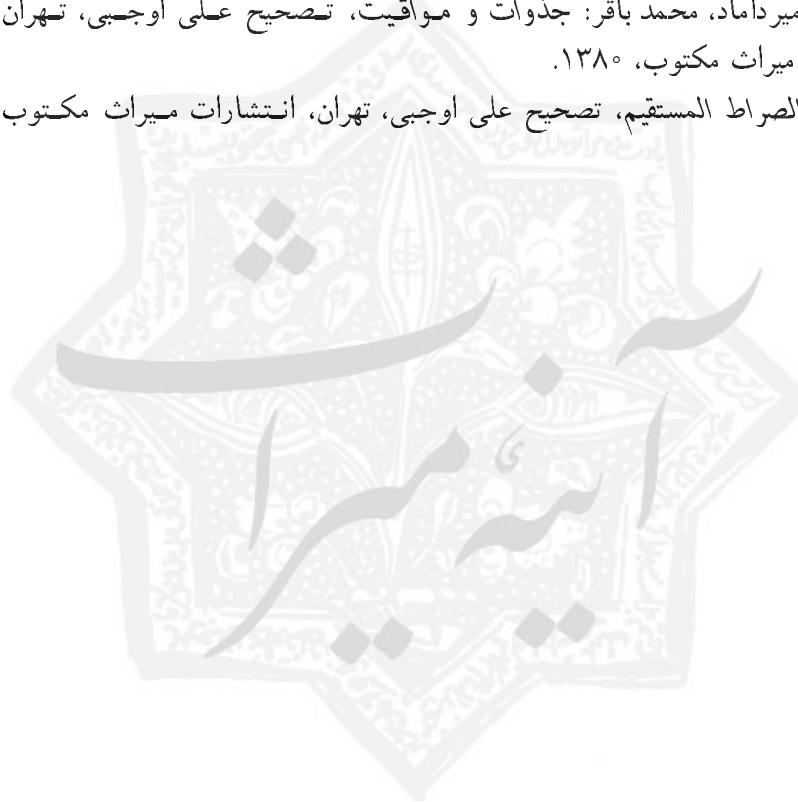 میرداماد، محمد باقر: جذوات و مواقیت، تصحیح علی اوجبی، تهران
میراث مکتوب، ۱۳۸۰.
الصراط المستقیم، تصحیح علی اوجبی، تهران، انتشارات میراث مکتوب
آینهٔ میراث